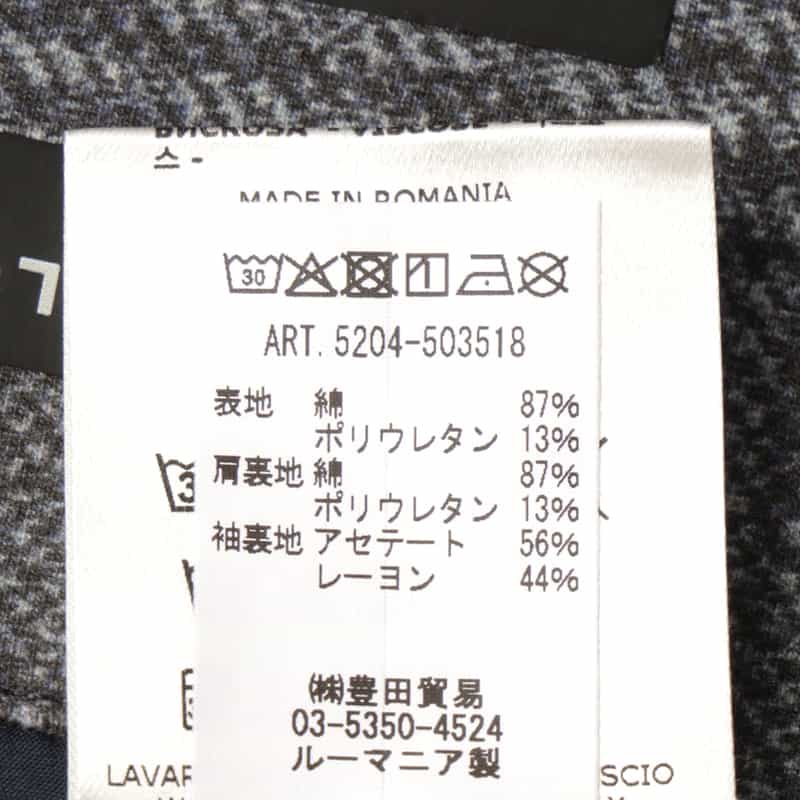 스 -
MADE IN ROMANIA
30
ART. 5204-503518
表地 綿 87%
ポリウレタン 13%
肩裏地 綿 87%
ポリウレタン 13%
袖裏地 アセテート 56%
レーヨン 44%
㈱豊田貿易
03-5350-4524
ルーマニア製